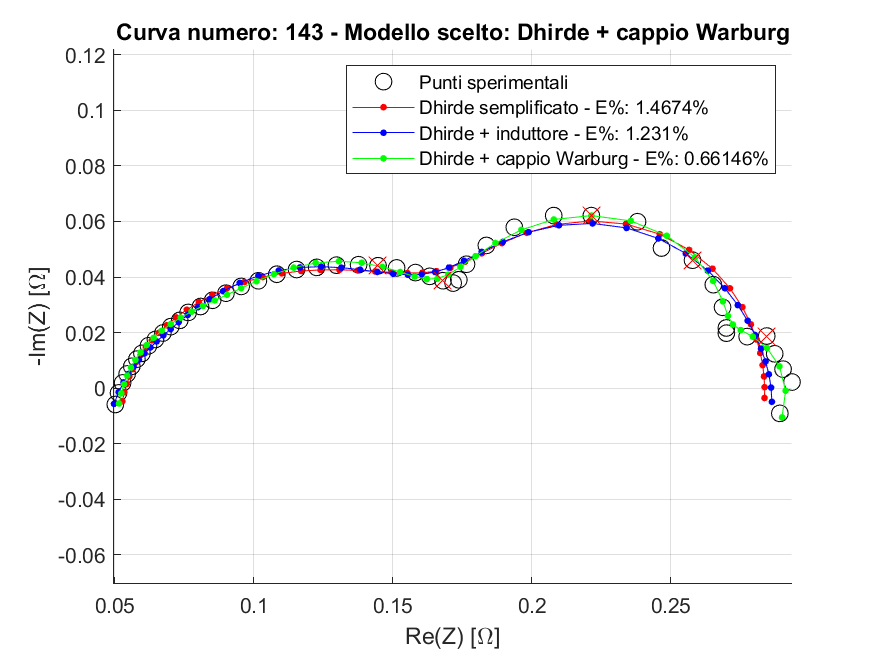 Curva numero: 143 - Modello scelto: Dhirde + cappio Warburg
0.12
0.1
0.08
0.06
0.04
0.02
0
-0.02
-0.04
-0.06
-Im(Z) [Ω]
Punti sperimentali
Dhirde semplificato - E%: 1.4674%
Dhirde + induttore - E%: 1.231%
Dhirde + cappio Warburg - E%: 0.66146%
0.05
0.1
0.15
0.2
0.25
Re(Z) [Ω]